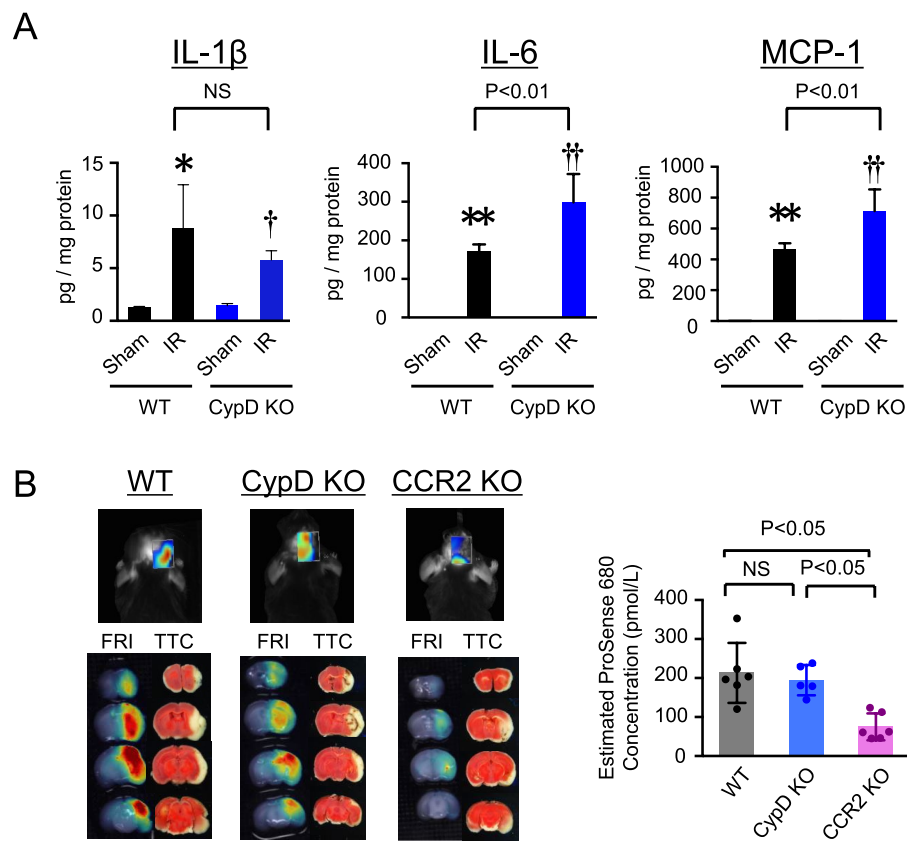 A
IL-1β
NS
*
†
15
10
5
0
pg / mg protein
Sham
IR
Sham
IR
WT
CypD KO
IL-6
P<0.01
**
††
400
300
200
100
0
pg / mg protein
Sham
IR
Sham
IR
WT
CypD KO
MCP-1
P<0.01
**
††
1000
800
600
400
200
0
pg / mg protein
Sham
IR
Sham
IR
WT
CypD KO
B
WT
CypD KO
CCR2 KO
FRI
TTC
FRI
TTC
FRI
TTC
P<0.05
NS
P<0.05
400
300
200
100
0
Estimated ProSense 680
Concentration (pmol/L)
WT
CypD KO
CCR2 KO